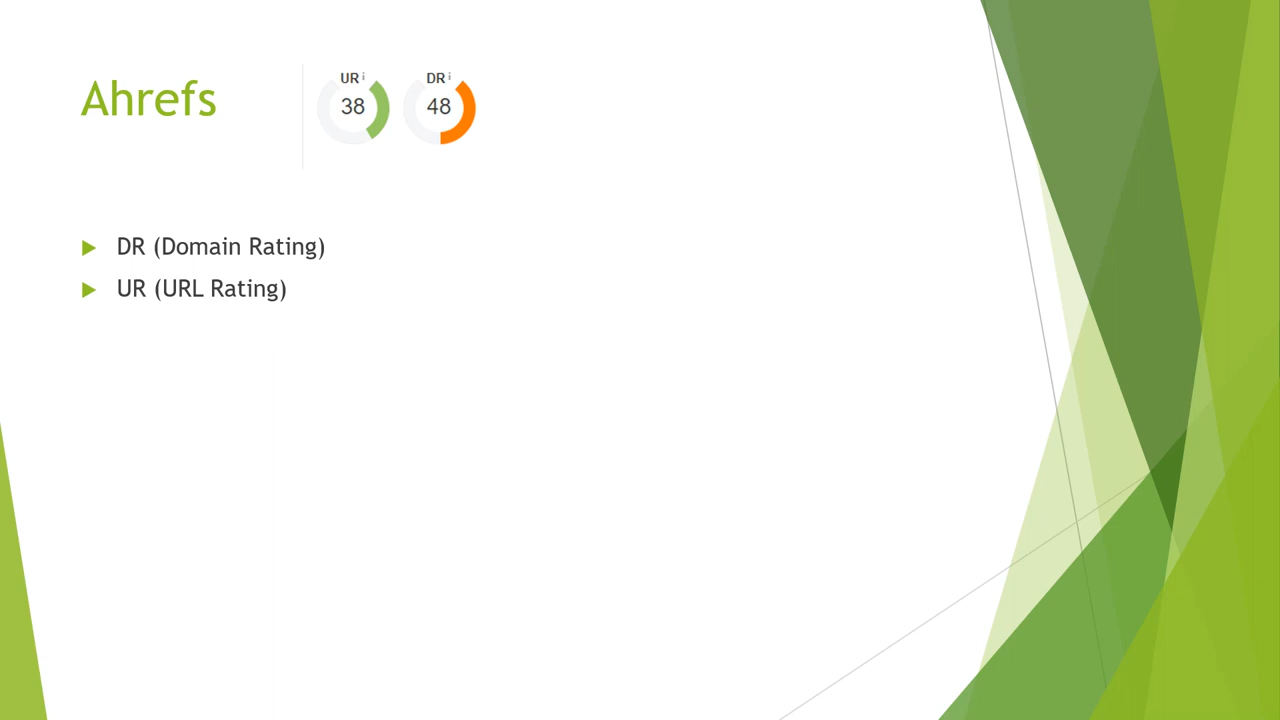 Ahrefs
UR i DR i
38 48
DR (Domain Rating)
UR (URL Rating)